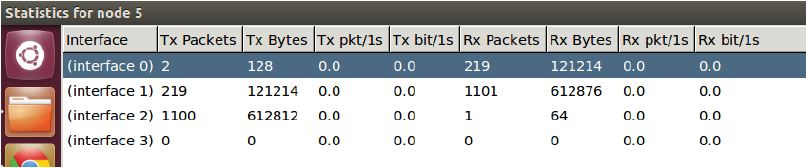 Statistics for node 5
Interface Tx Packets Tx Bytes Tx pkt/1s Tx bit/1s Rx Packets Rx Bytes Rx pkt/1s Rx bit/1s
(interface 0) 2 128 0.0 0.0 219 121214 0.0 0.0
(interface 1) 219 121214 0.0 0.0 1101 612876 0.0 0.0
(interface 2) 1100 612812 0.0 0.0 1 64 0.0 0.0
(interface 3) 0 0 0.0 0.0 0 0 0.0 0.0